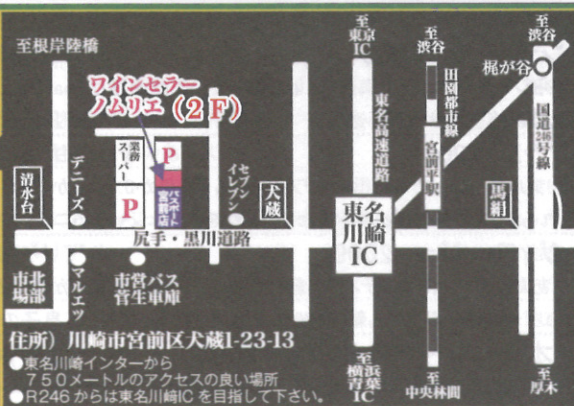 至根岸陸橋
ワインセラー
ノムリエ(2F)
至東京IC
至渋谷
至渋谷
梶が谷
田園都市線
東名高速道路
国道246号線
宮前平駅
業務スーパー
P
P
パスポート宮前店
デニーズ
セブンイレブン
清水台
犬蔵
東名川崎IC
馬絹
尻手・黒川道路
北部市場
マルエツ
市営バス
菅生車庫
住所)川崎市宮前区犬蔵1-23-13
●東名川崎インターから
750メートルのアクセスの良い場所
●R246からは東名川崎ICを目指して下さい。
至横浜青葉IC
至中央林間
至厚木